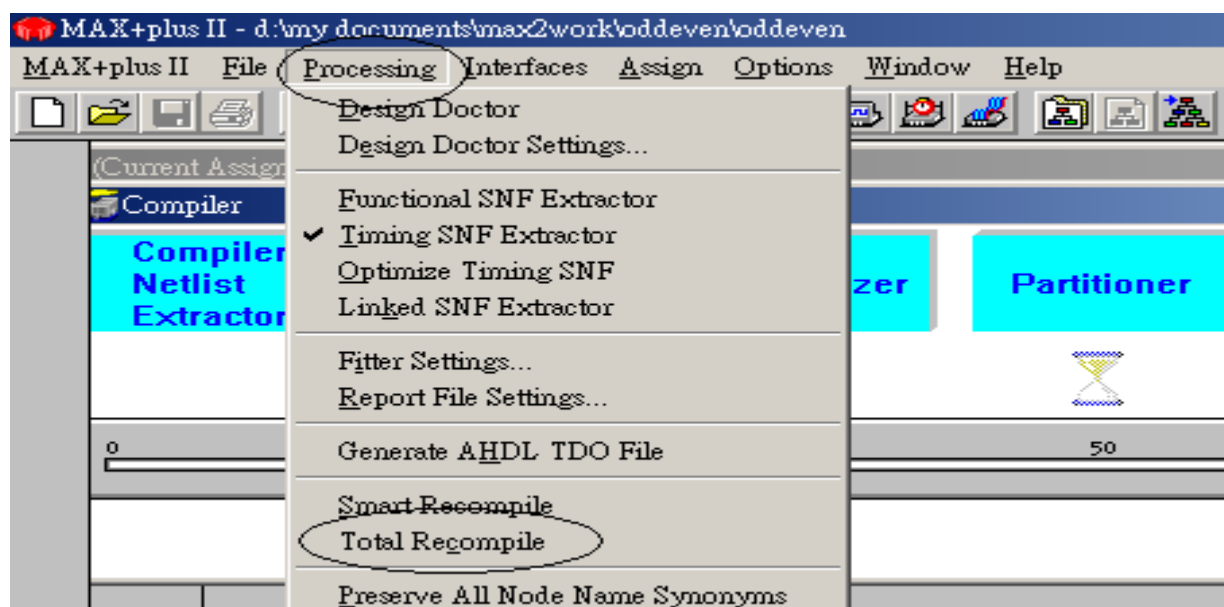 MAX+plus II - d:\my documents\max2work\oddeven\oddeven
MAX+plus II File Processing Interfaces Assign Options Window Help
Design Doctor
Design Doctor Settings...
(Current Assign
Compiler
Functional SNF Extractor
Timing SNF Extractor
Optimize Timing SNF
Linked SNF Extractor
Compiler
Netlist
Extractor
zer
Partitioner
Fitter Settings...
Report File Settings...
Generate AHDL TDO File
0
50
Smart Recompile
Total Recompile
Preserve All Node Name Synonyms